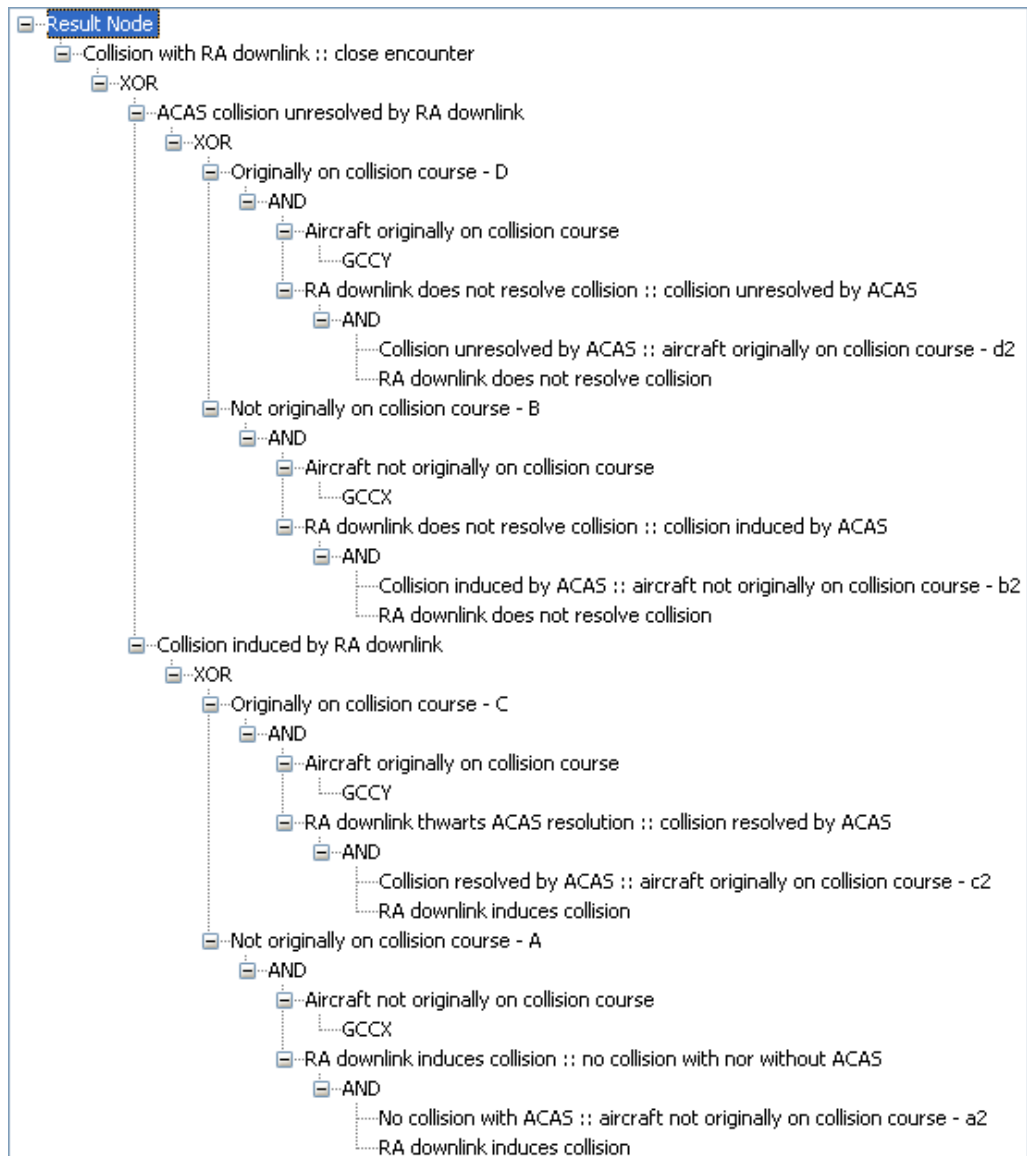 Result Node
Collision with RA downlink :: close encounter
XOR
ACAS collision unresolved by RA downlink
XOR
Originally on collision course - D
AND
Aircraft originally on collision course
GCCY
RA downlink does not resolve collision :: collision unresolved by ACAS
AND
Collision unresolved by ACAS :: aircraft originally on collision course - d2
RA downlink does not resolve collision
Not originally on collision course - B
AND
Aircraft not originally on collision course
GCCX
RA downlink does not resolve collision :: collision induced by ACAS
AND
Collision induced by ACAS :: aircraft not originally on collision course - b2
RA downlink does not resolve collision
Collision induced by RA downlink
XOR
Originally on collision course - C
AND
Aircraft originally on collision course
GCCY
RA downlink thwarts ACAS resolution :: collision resolved by ACAS
AND
Collision resolved by ACAS :: aircraft originally on collision course - c2
RA downlink induces collision
Not originally on collision course - A
AND
Aircraft not originally on collision course
GCCX
RA downlink induces collision :: no collision with nor without ACAS
AND
No collision with ACAS :: aircraft not originally on collision course - a2
RA downlink induces collision